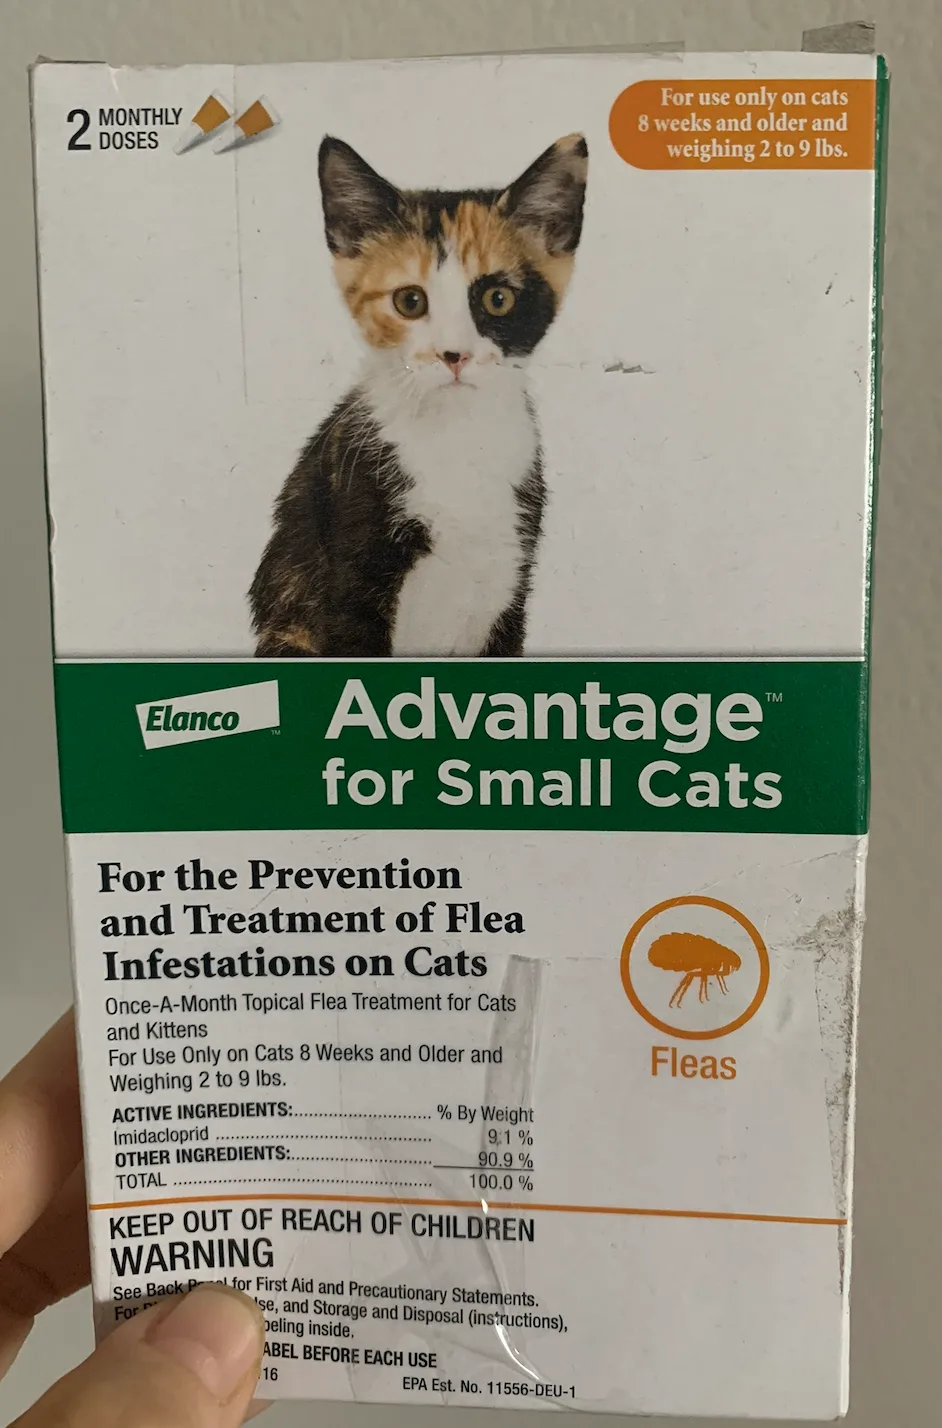 2 MONTHLY
DOSES
For use only on cats
8 weeks and older and
weighing 2 to 9 lbs.
Elanco™
Advantage™
for Small Cats
For the Prevention
and Treatment of Flea
Infestations on Cats
Once-A-Month Topical Flea Treatment for Cats
and Kittens
For Use Only on Cats 8 Weeks and Older and
Weighing 2 to 9 lbs.
Fleas
ACTIVE INGREDIENTS:............................... % By Weight
Imidacloprid ................................................ 9.1 %
OTHER INGREDIENTS:............................... 90.9 %
TOTAL ......................................................... 100.0 %
KEEP OUT OF REACH OF CHILDREN
WARNING
See Back Panel for First Aid and Precautionary Statements.
For and Storage and Disposal (instructions),
inside.
BEFORE EACH USE
16
EPA Est. No. 11556-DEU-1